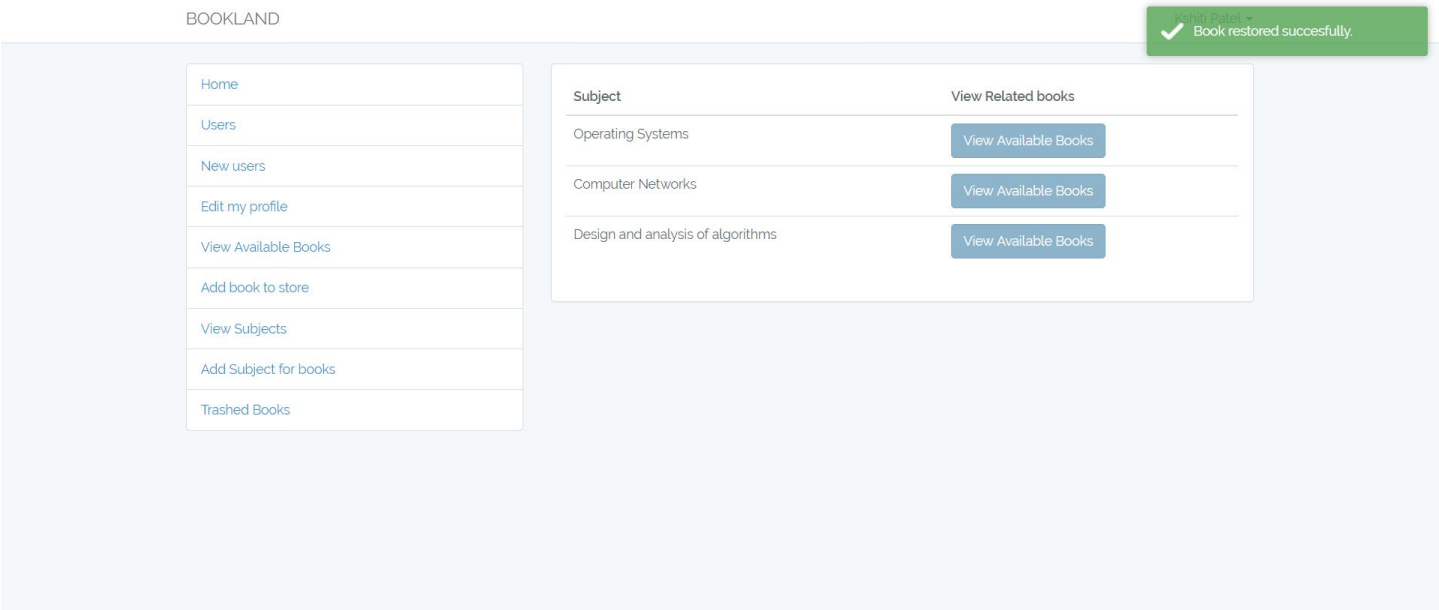 BOOKLAND
Kshiti Patel
Book restored succesfully.
Home
Users
New users
Edit my profile
View Available Books
Add book to store
View Subjects
Add Subject for books
Trashed Books
Subject View Related books
Operating Systems View Available Books
Computer Networks View Available Books
Design and analysis of algorithms View Available Books